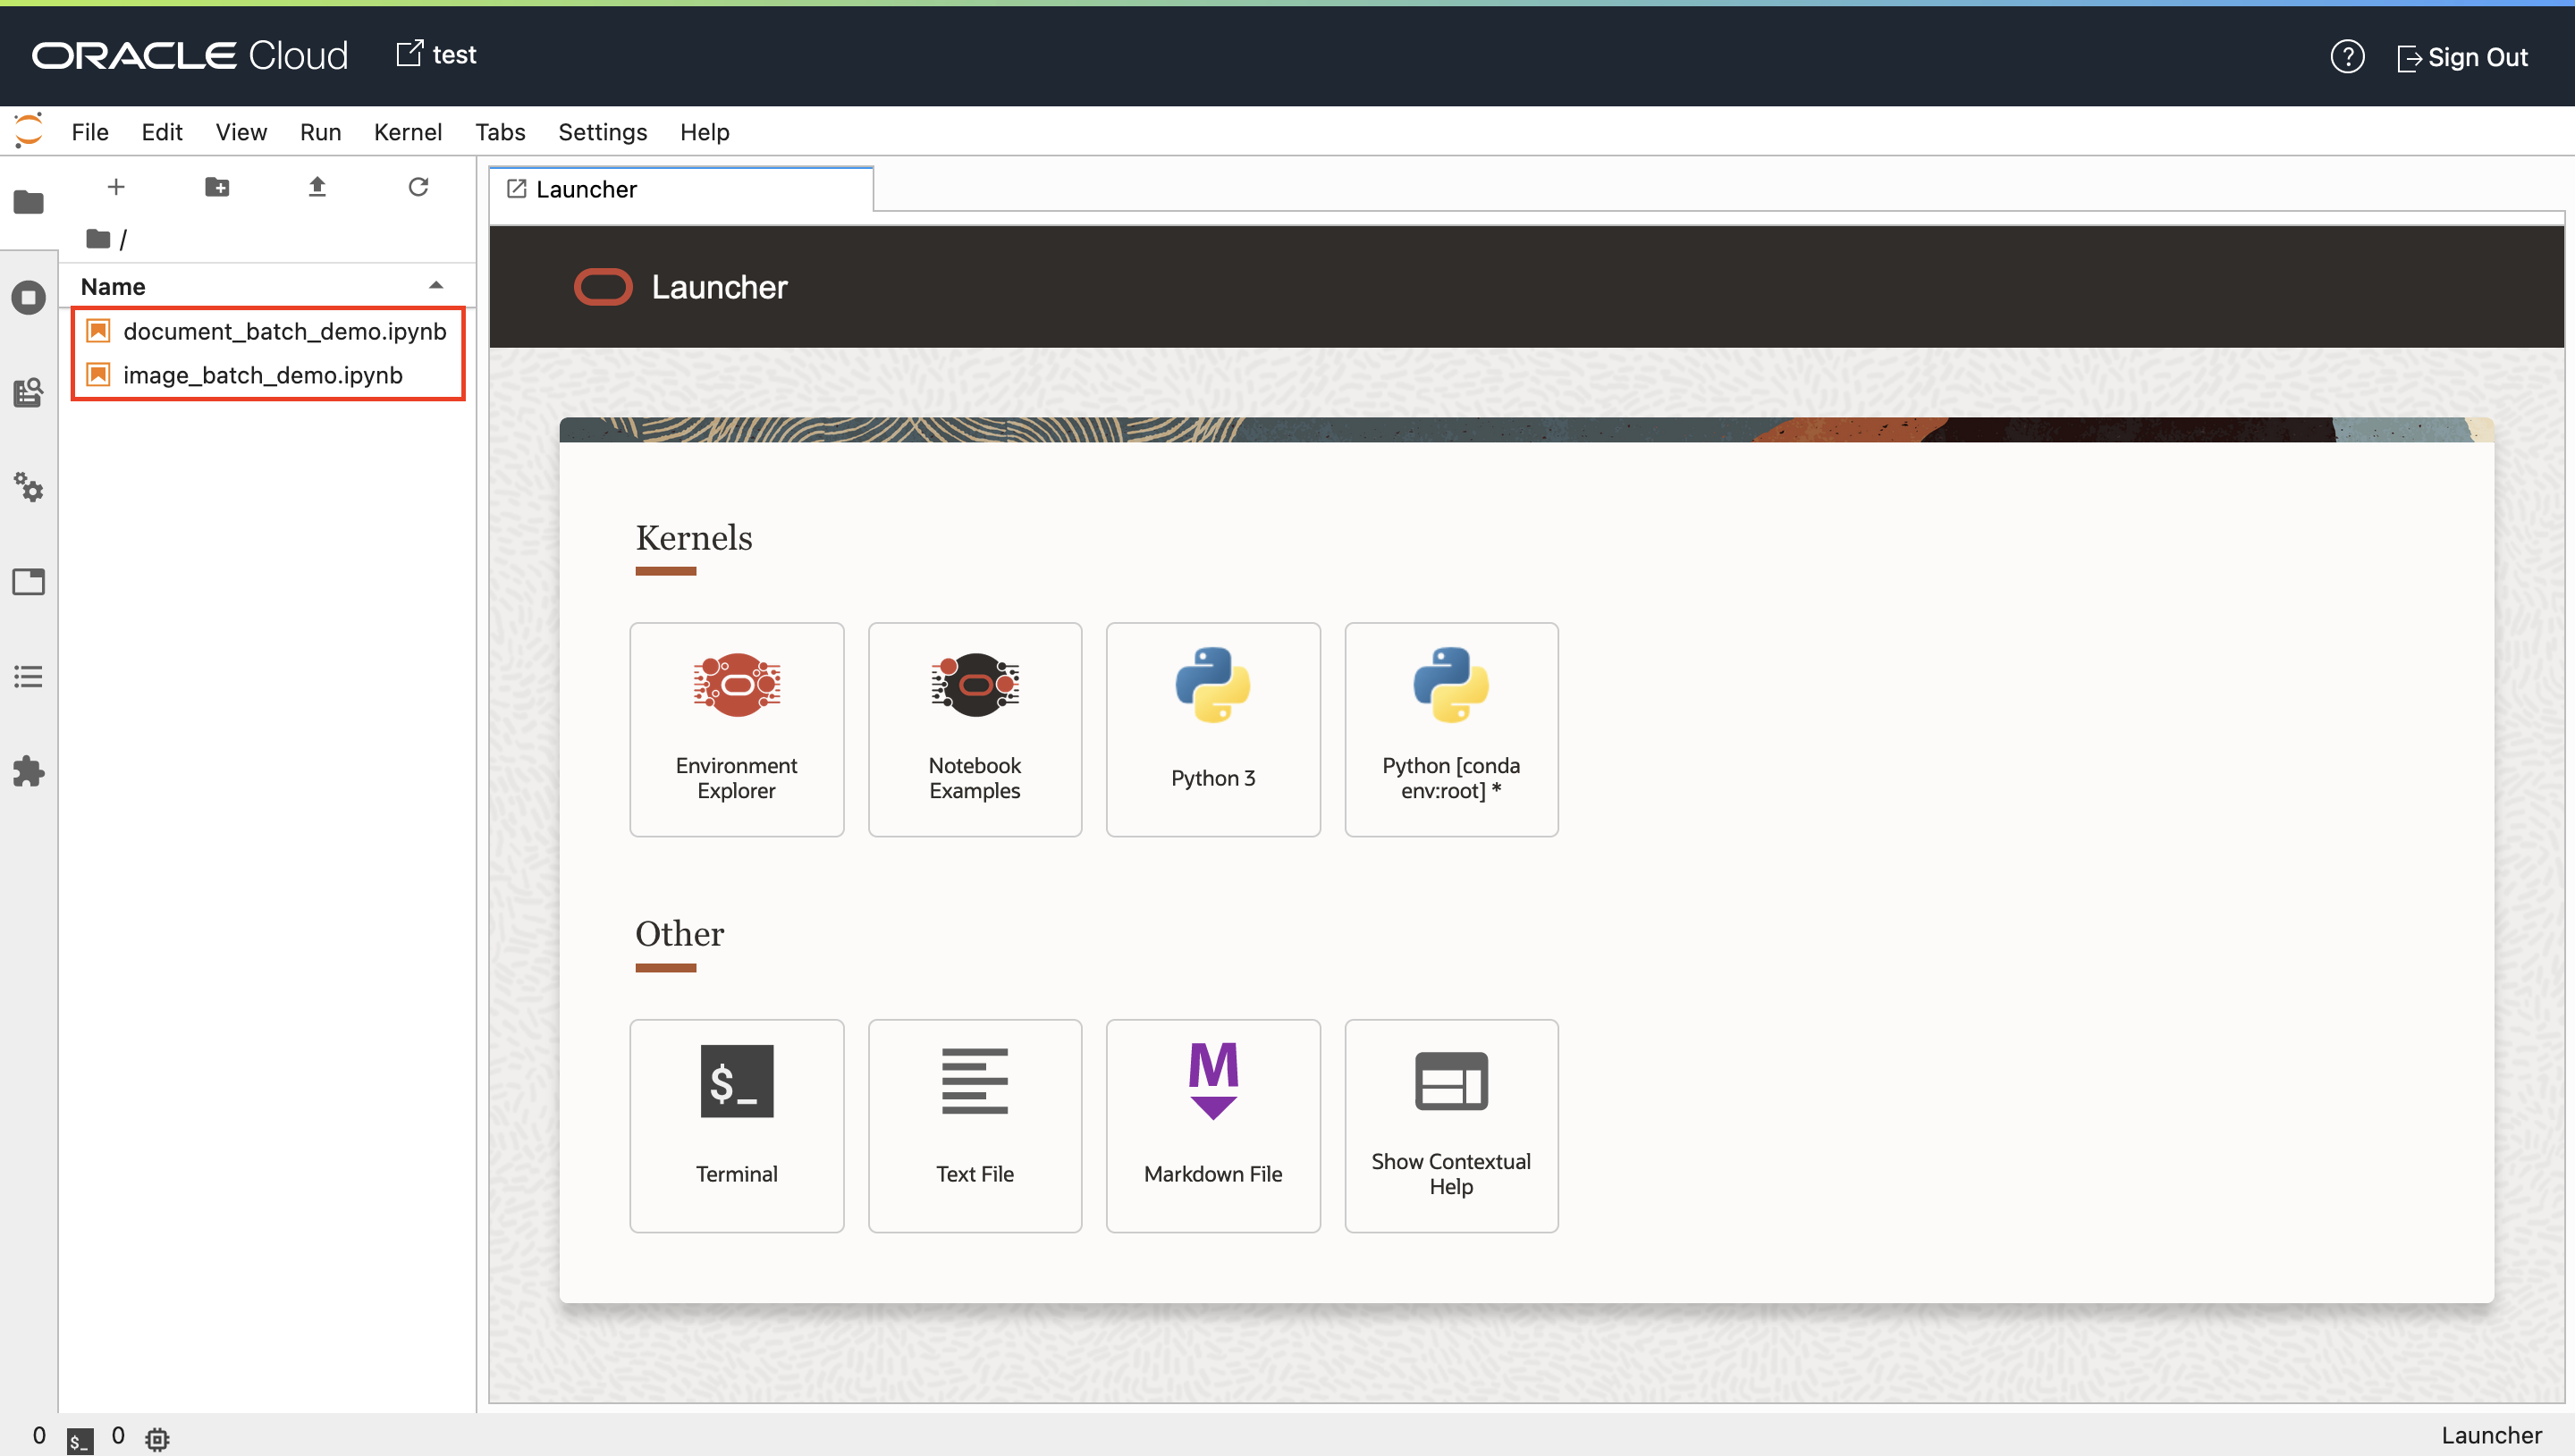 ORACLE Cloud test ? Sign Out
File Edit View Run Kernel Tabs Settings Help
Launcher
/
Name
document_batch_demo.ipynb
image_batch_demo.ipynb
Launcher
Kernels
Environment
Explorer
Notebook
Examples
Python 3
Python [conda
env:root] *
Other
$_
Terminal
Text File
M
Markdown File
Show Contextual
Help
0 $_ 0 Launcher